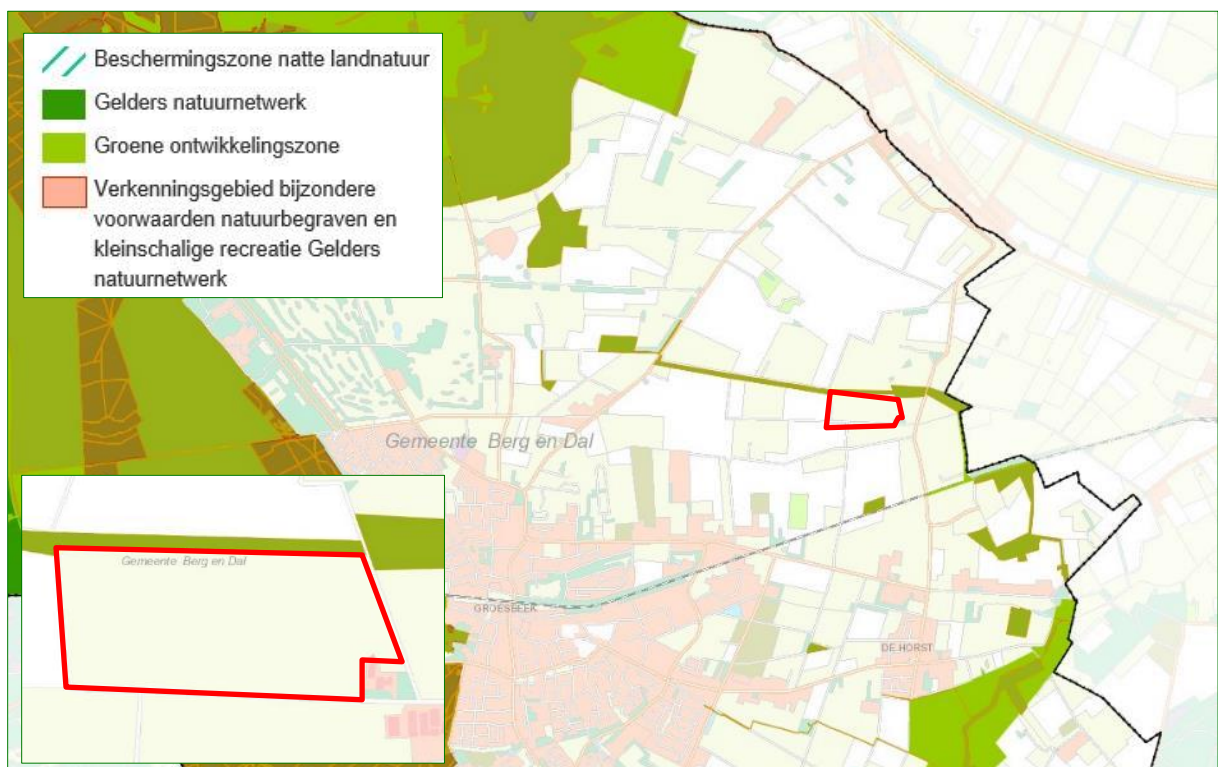 Beschermingszone natte landnatuur
Gelders natuurnetwerk
Groene ontwikkelingszone
Verkenningsgebied bijzondere
voorwaarden natuurbegraven en
kleinschalige recreatie Gelders
natuurnetwerk
Gemeente Berg en Dal
Gemeente Berg en Dal
GROESBEEK
DE HORST